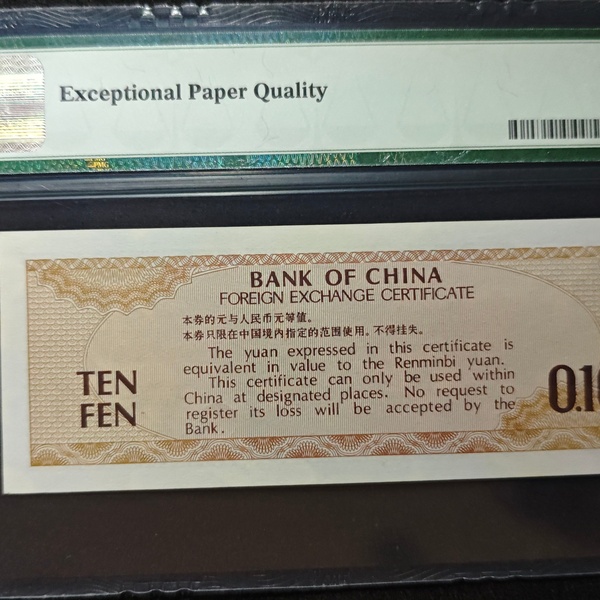 Exceptional Paper Quality
PMG
BANK OF CHINA
FOREIGN EXCHANGE CERTIFICATE
本券的元与人民币元等值。
本券只限在中国境内指定的范围使用。不得挂失。
The yuan expressed in this certificate is
equivalent in value to the Renminbi yuan.
This certificate can only be used within
China at designated places. No request to
register its loss will be accepted by the
Bank.
TEN
FEN
0.1